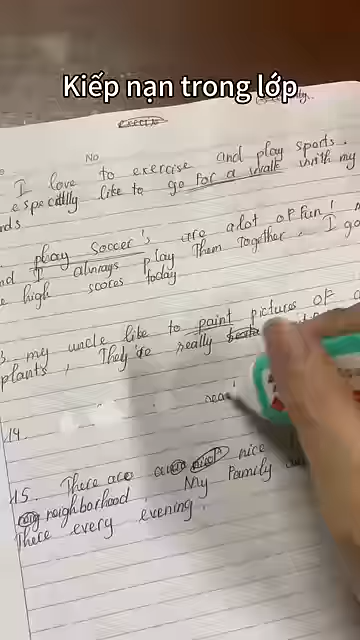 Kiếp nạn trong lớp
exercise
No
I love to exercise and play sports.
especially like to go for a walk with my
nds
play soccer's are alot of fun!
nd I always play them together. I go
e high scores today
3. my uncle like to paint pictures of
plants, They're really
14.
15. There are nice
neighborhood My family
There every evening.